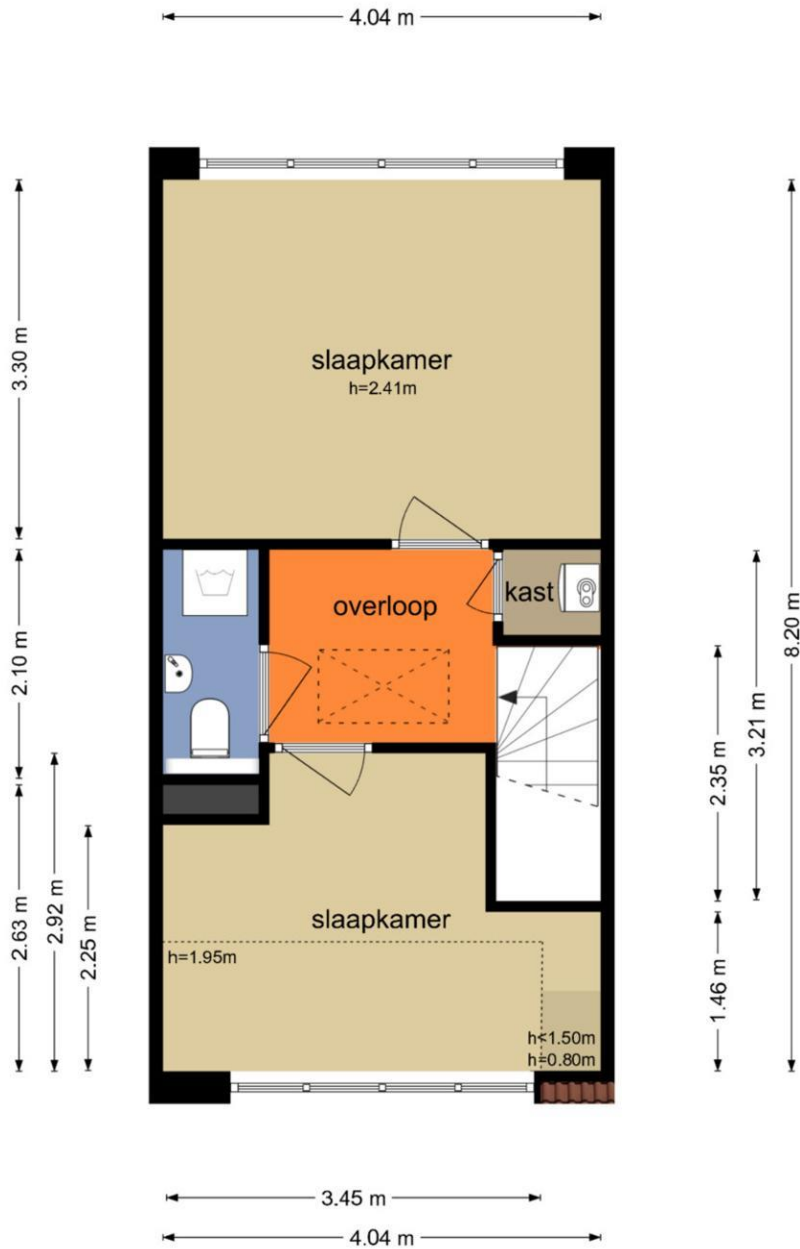 4.04 m
3.30 m
slaapkamer
h=2.41m
8.20 m
2.10 m
overloop
kast
3.21 m
2.35 m
2.63 m
2.92 m
2.25 m
slaapkamer
h=1.95m
1.46 m
h<1.50m
h=0.80m
3.45 m
4.04 m